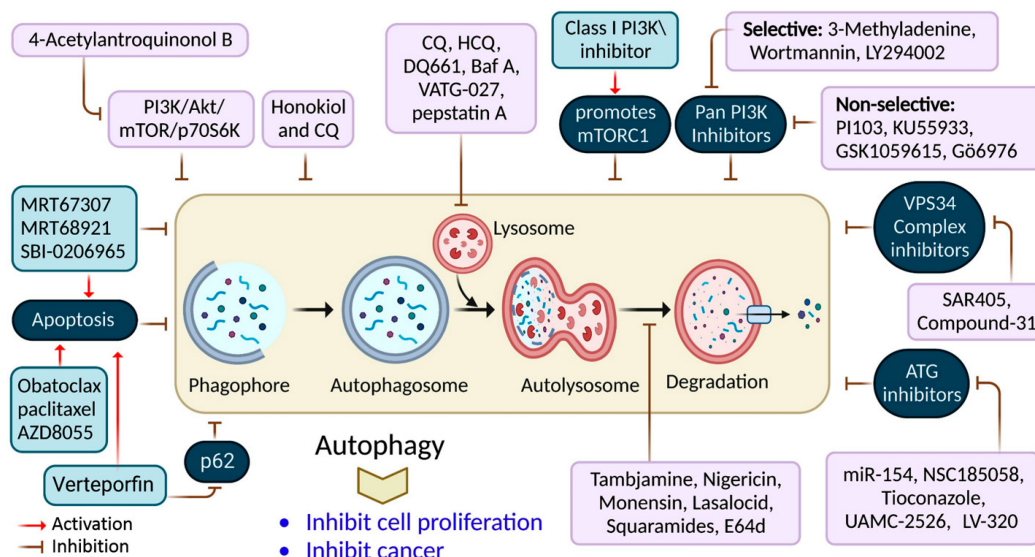 4-Acetylantroquinonol B
PI3K/Akt/
mTOR/p70S6K
Honokiol
and CQ
CQ, HCQ,
DQ661, Baf A,
VATG-027,
pepstatin A
Class I PI3K\
inhibitor
promotes
mTORC1
Selective: 3-Methyladenine,
Wortmannin, LY294002
Pan PI3K
Inhibitors
Non-selective:
PI103, KU55933,
GSK1059615, Gö6976
MRT67307
MRT68921
SBI-0206965
Apoptosis
Obatoclax
paclitaxel
AZD8055
Verteporfin
p62
Lysosome
Phagophore
Autophagosome
Autolysosome
Degradation
VPS34
Complex
inhibitors
SAR405,
Compound-31
ATG
inhibitors
miR-154, NSC185058,
Tioconazole,
UAMC-2526, LV-320
Tambjamine, Nigericin,
Monensin, Lasalocid,
Squaramides, E64d
Autophagy
• Inhibit cell proliferation
• Inhibit cancer
Activation
Inhibition